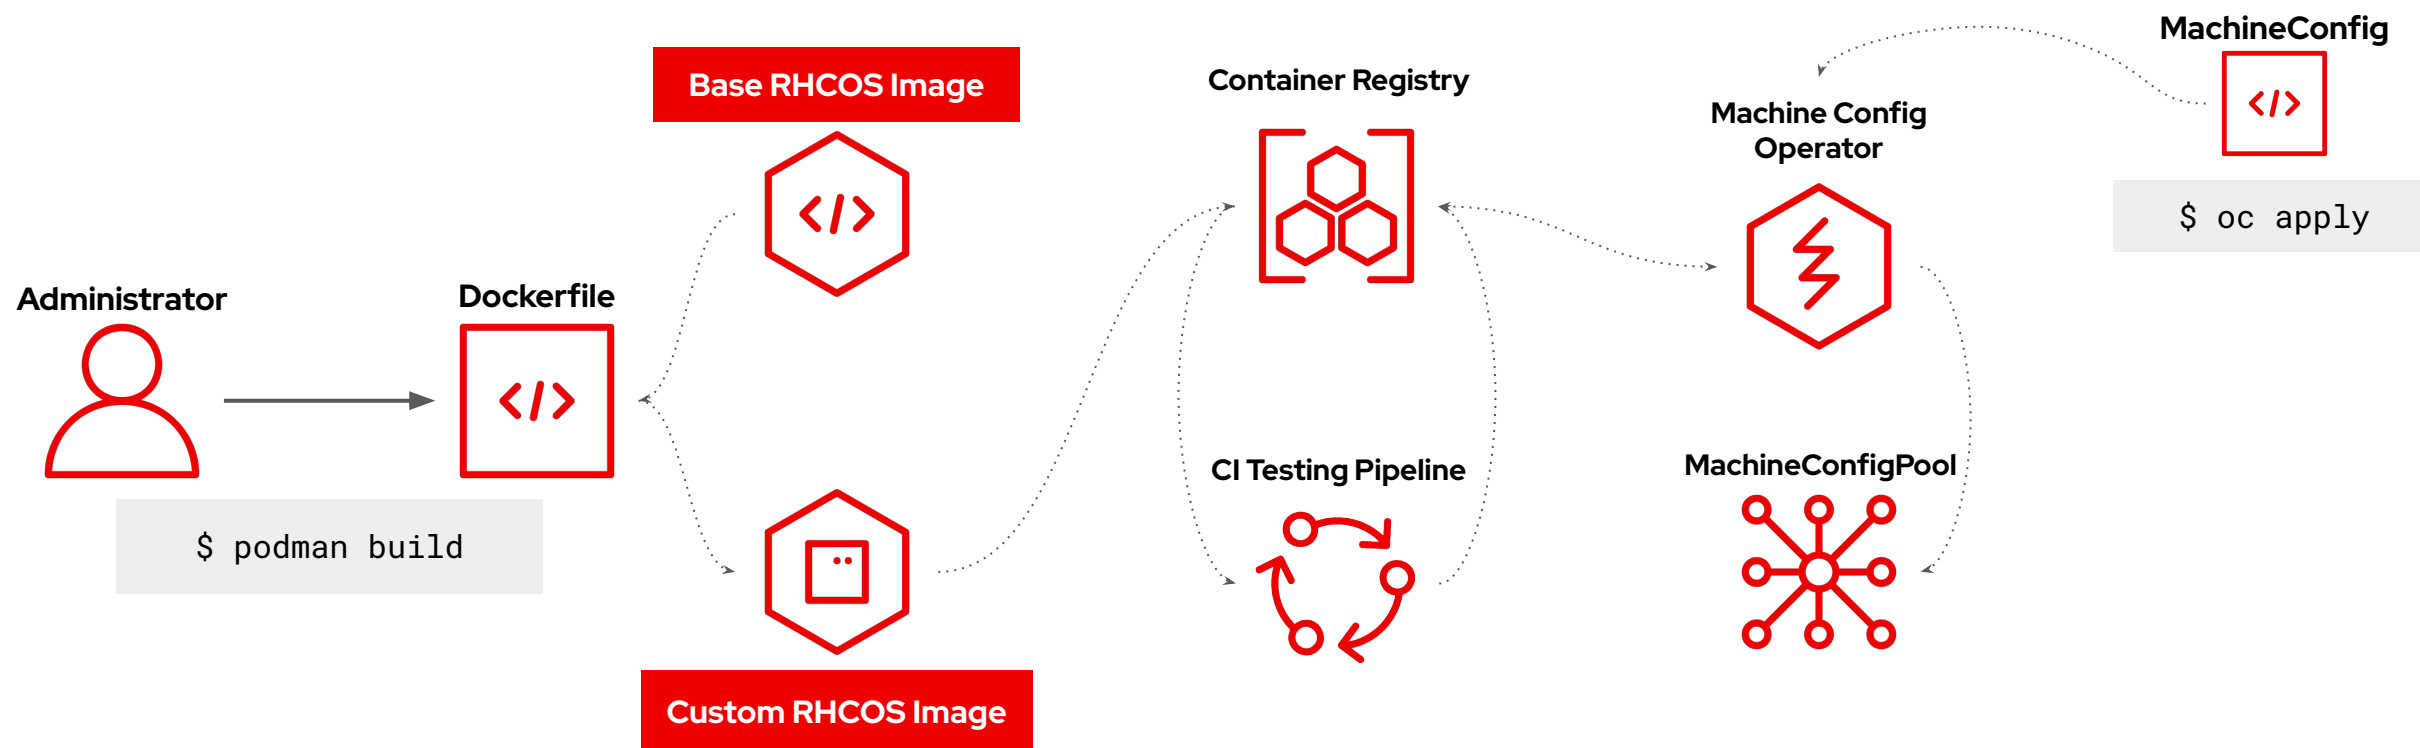 Administrator
$ podman build
Dockerfile
Base RHCOS Image
</>
</>
Custom RHCOS Image
Container Registry
CI Testing Pipeline
Machine Config
Operator
MachineConfigPool
MachineConfig
</>
$ oc apply